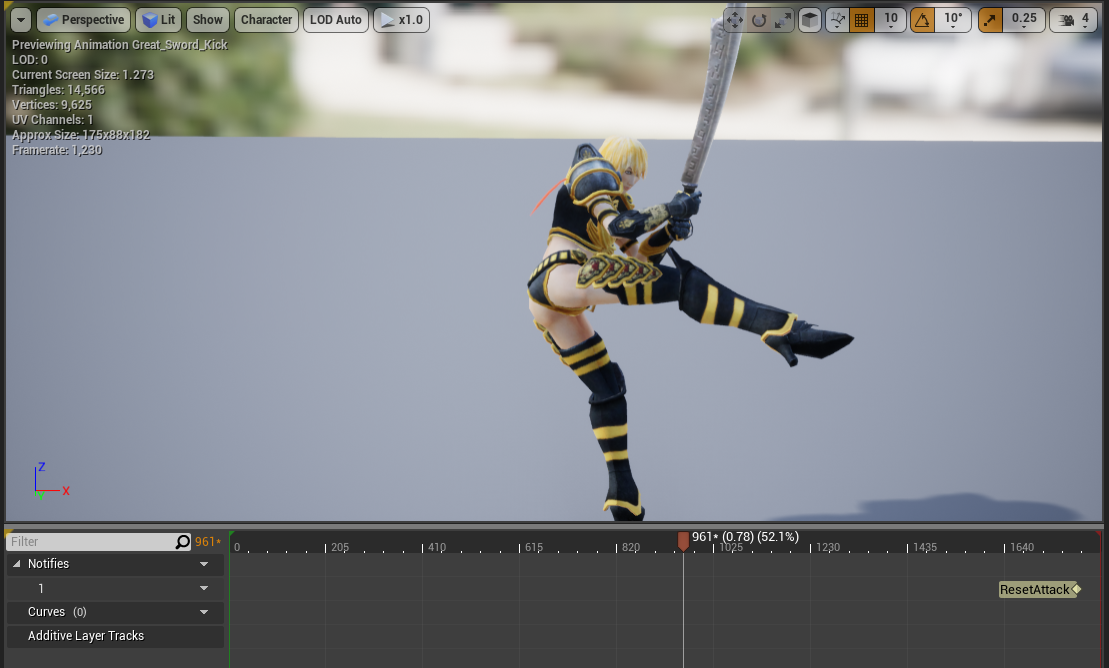 Perspective Lit Show Character LOD Auto x1.0 10 10° 0.25 4
Previewing Animation Great_Sword_Kick
LOD: 0
Current Screen Size: 1.273
Triangles: 14,566
Vertices: 9,625
UV Channels: 1
Approx Size: 175x88x182
Framerate: 1,230
Z
X
Filter 961* 961* (0.78) (52.1%)
0 205 410 615 820 1025 1230 1435 1640
Notifies
1 ResetAttack
Curves (0)
Additive Layer Tracks